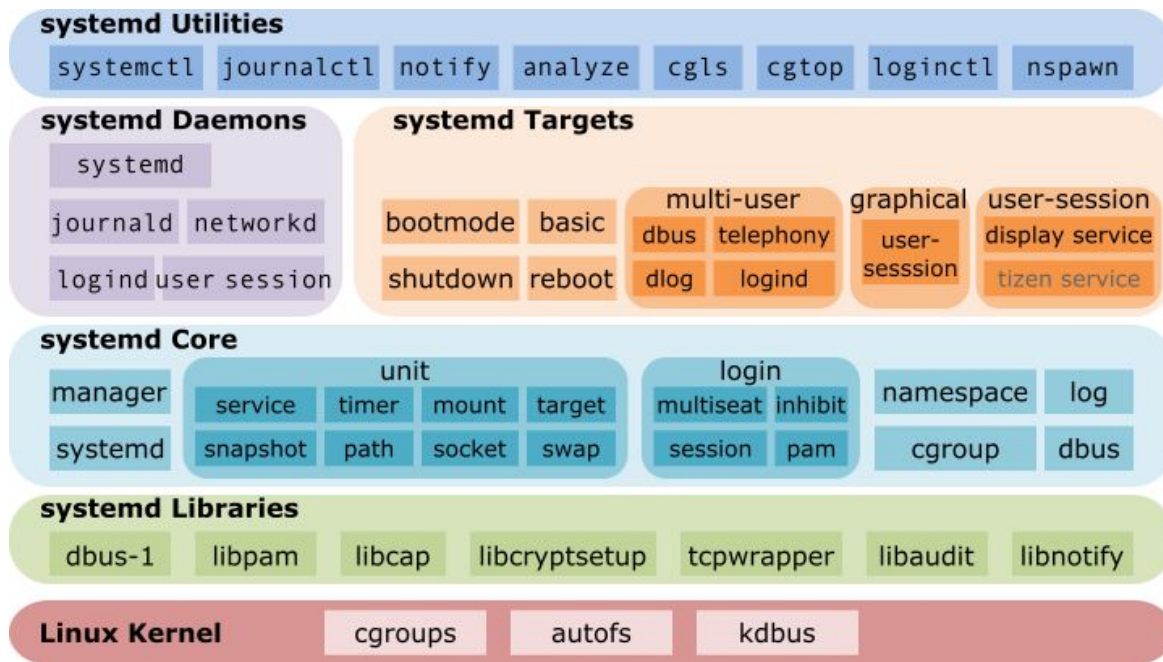 systemd Utilities
systemctl journalctl notify analyze cgls cgtop loginctl nspawn
systemd Daemons
systemd
journald networkd
logind user session
systemd Targets
bootmode basic
shutdown reboot
multi-user
dbus telephony
dlog logind
graphical
user-
sesssion
user-session
display service
tizen service
systemd Core
manager
systemd
unit
service timer mount target
snapshot path socket swap
login
multiseat inhibit
session pam
namespace log
cgroup dbus
systemd Libraries
dbus-1 libpam libcap libcryptsetup tcpwrapper libaudit libnotify
Linux Kernel cgroups autofs kdbus